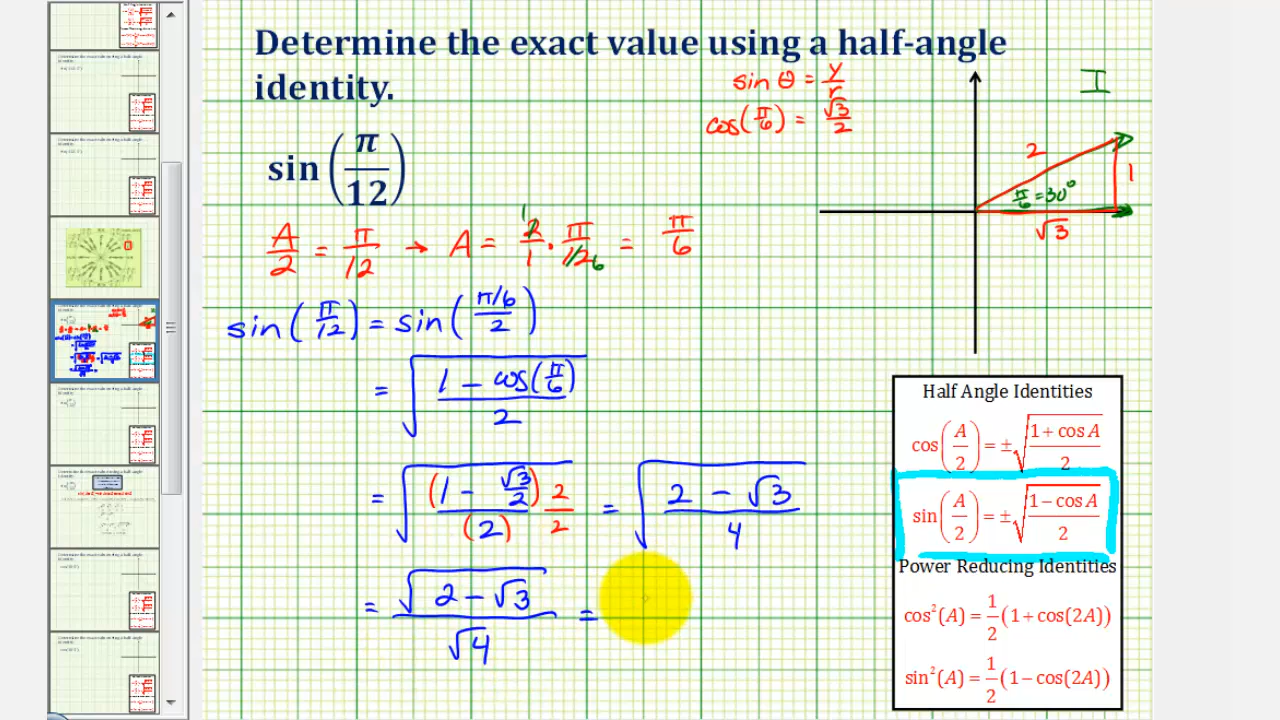 Determine the exact value using a half-angle
identity.
sin θ = y/r
cos(π/6) = √3/2
I
sin(π/12)
2
1
π/6 = 30°
√3
A/2 = π/12 → A = 2/1 · π/12 = π/6
1
6
sin(π/12) = sin((π/6)/2)
= √((1 - cos(π/6))/2)
= √((1 - √3/2)/(2) 2/2) = √((2 - √3)/4)
= √(2 - √3)/√4 =
Half Angle Identities
cos(A/2) = ±√((1 + cos A)/2)
sin(A/2) = ±√((1 - cos A)/2)
Power Reducing Identities
cos²(A) = 1/2(1 + cos(2A))
sin²(A) = 1/2(1 - cos(2A))